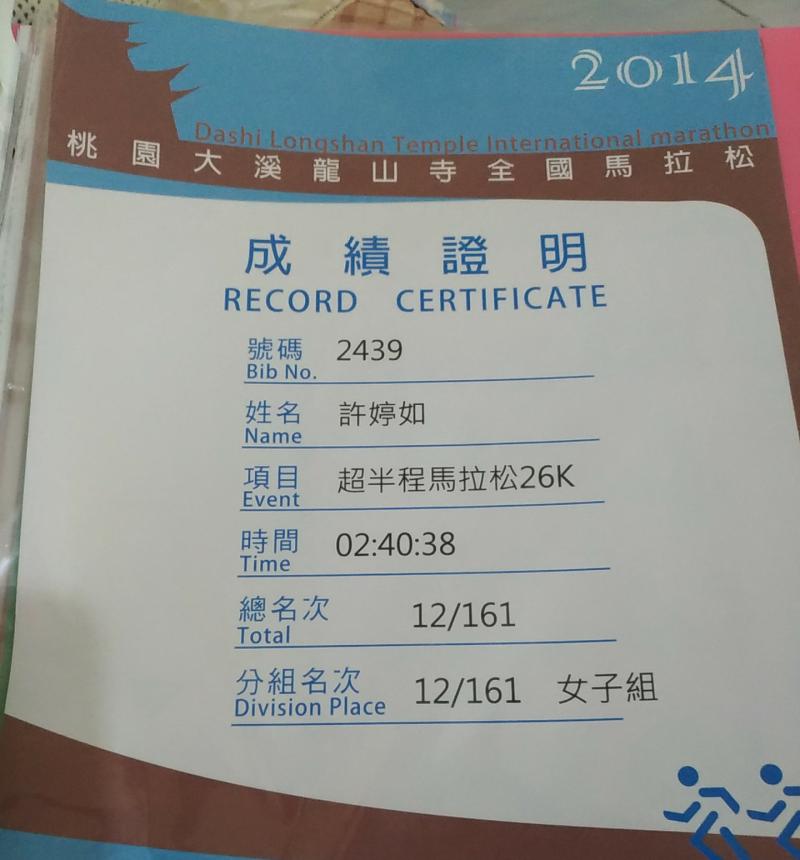 2014
Dashi Longshan Temple International marathon
桃園大溪龍山寺全國馬拉松
成績證明
RECORD CERTIFICATE
號碼 2439
Bib No.
姓名 許婷如
Name
項目 超半程馬拉松26K
Event
時間 02:40:38
Time
總名次 12/161
Total
分組名次 12/161 女子組
Division Place